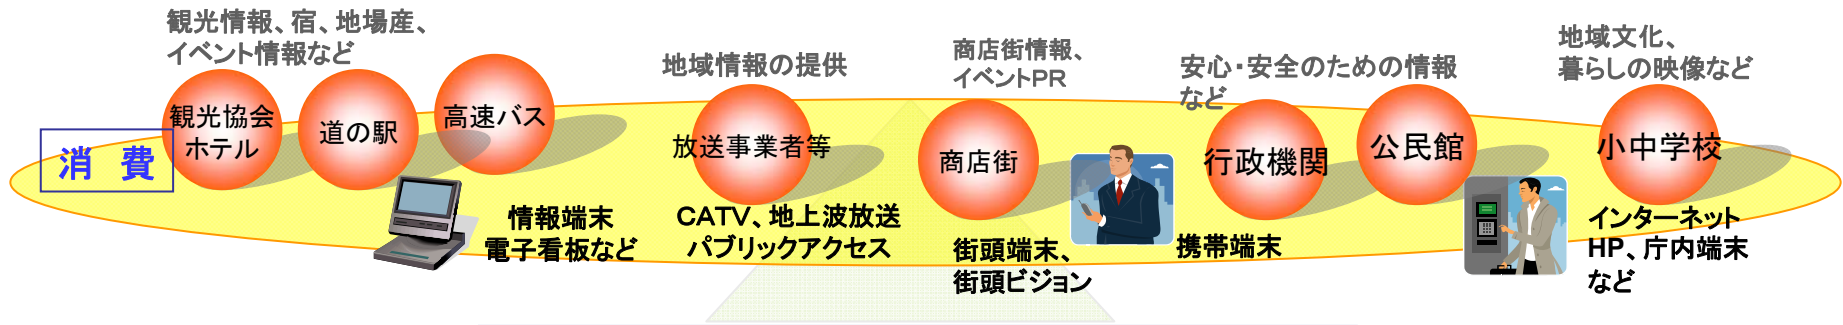 観光情報、宿、地場産、
イベント情報など
地域情報の提供
商店街情報、
イベントPR
安心・安全のための情報
など
地域文化、
暮らしの映像など
消 費
観光協会
ホテル
道の駅
高速バス
放送事業者等
商店街
行政機関
公民館
小中学校
情報端末
電子看板など
CATV、地上波放送
パブリックアクセス
街頭端末、
街頭ビジョン
携帯端末
インターネット
HP、庁内端末
など